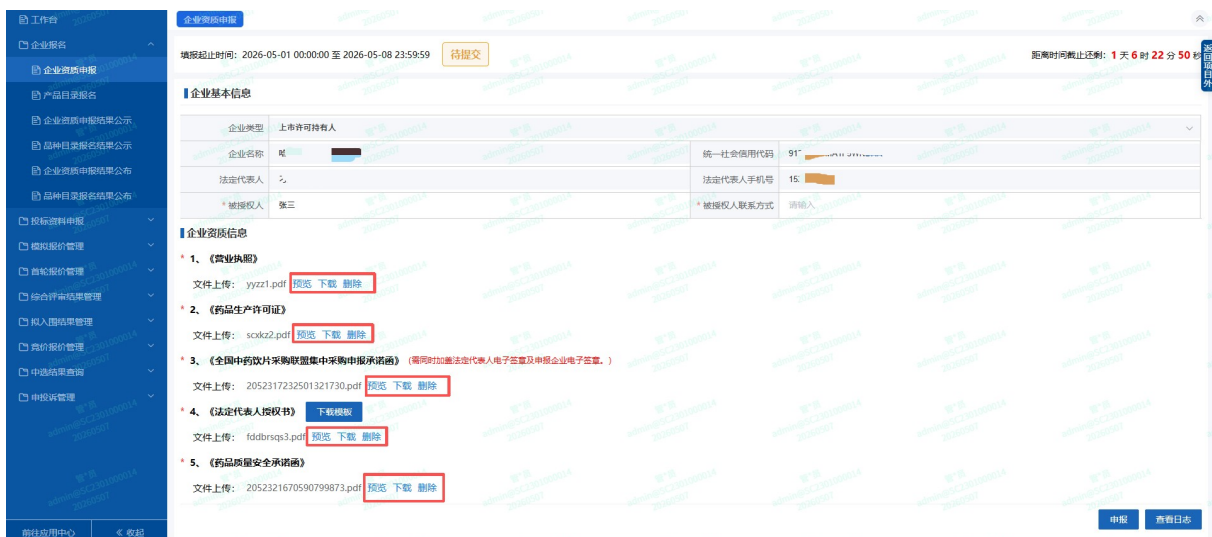 工作台
企业资质申报
企业报名
填报起止时间：2026-05-01 00:00:00 至 2026-05-08 23:59:59 待提交 距离时间截止还剩：1 天 6 时 22 分 50 秒
返回项目外
企业资质申报
产品目录报名
企业基本信息
企业资质申报结果公示
企业类型 上市许可持有人
品种目录报名结果公示
企业名称 统一社会信用代码 91
企业资质申报结果公布
法定代表人 法定代表人手机号 15
品种目录报名结果公布
* 被授权人 张三 * 被授权人联系方式 请输入
投标资料申报
企业资质信息
模拟报价管理
* 1、《营业执照》
首轮报价管理
文件上传： yyzz1.pdf 预览 下载 删除
综合评审结果管理
* 2、《药品生产许可证》
拟入围结果管理
文件上传： scxkz2.pdf 预览 下载 删除
竞价报价管理
* 3、《全国中药饮片采购联盟集中采购申报承诺函》（需同时加盖法定代表人电子签章及申报企业电子签章。）
中选结果查询
文件上传： 2052317232501321730.pdf 预览 下载 删除
申投诉管理
* 4、《法定代表人授权书》 下载模板
文件上传： fddbrsqs3.pdf 预览 下载 删除
* 5、《药品质量安全承诺函》
文件上传： 2052321670590799873.pdf 预览 下载 删除
申报 查看日志
前往应用中心 《 收起